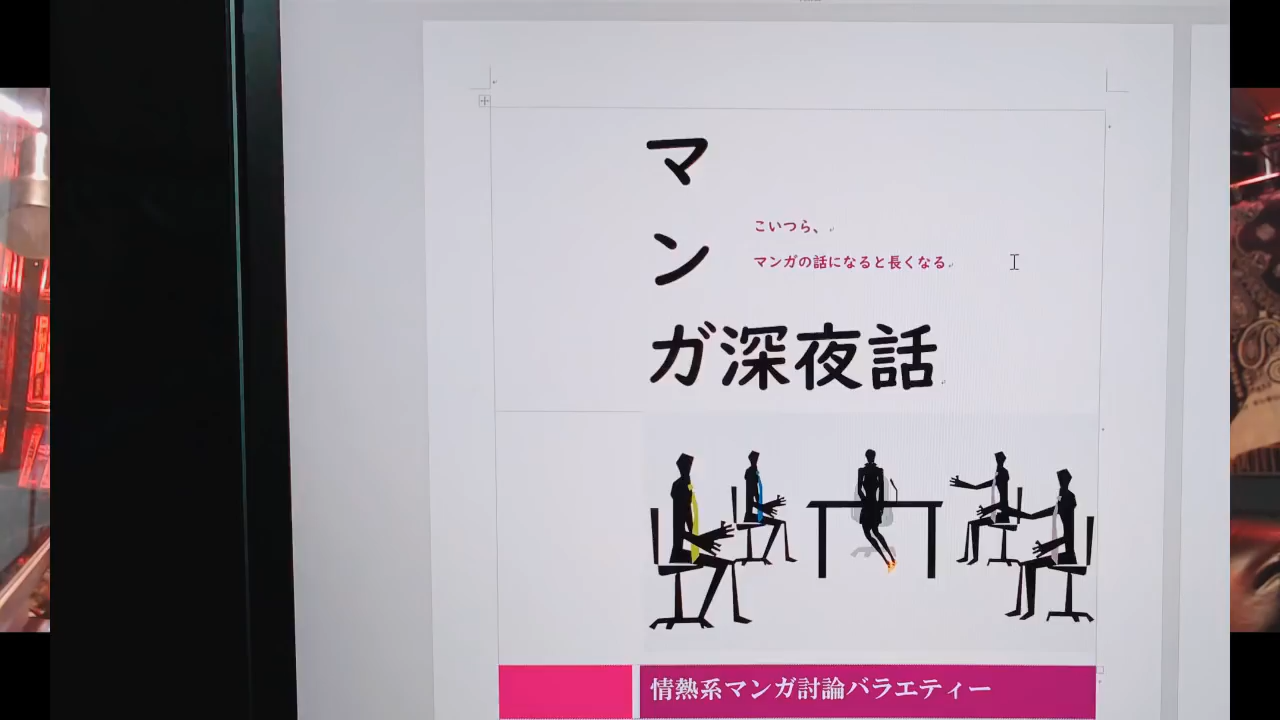 マ
ン
ガ深夜話
こいつら、
マンガの話になると長くなる
情熱系マンガ討論バラエティー